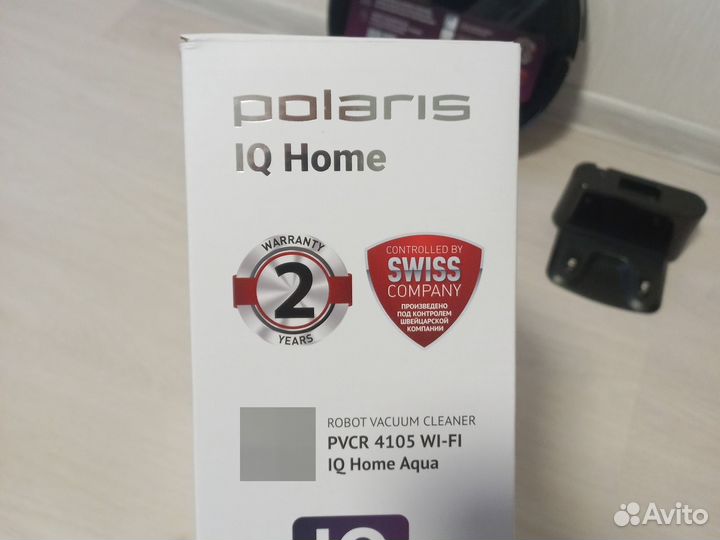 polaris
IQ Home
WARRANTY
2
YEARS
CONTROLLED BY
SWISS
COMPANY
ПРОИЗВЕДЕНО
ПОД КОНТРОЛЕМ
ШВЕЙЦАРСКОЙ
КОМПАНИИ
ROBOT VACUUM CLEANER
PVCR 4105 WI-FI
IQ Home Aqua
IQ
Avito